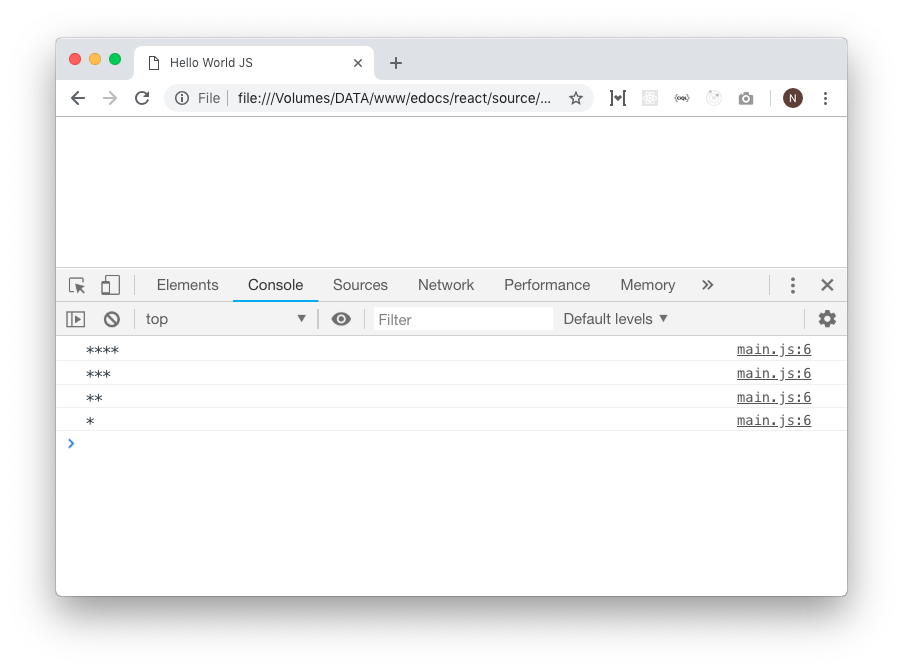 Hello World JS
File file:///Volumes/DATA/www/edocs/react/source/... N
Elements Console Sources Network Performance Memory
top Filter Default levels
**** main.js:6
*** main.js:6
** main.js:6
* main.js:6